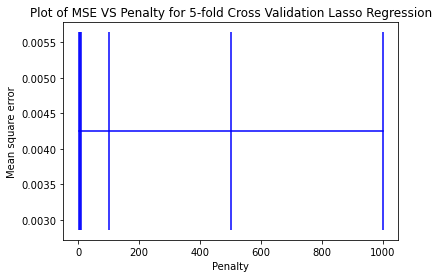 Plot of MSE VS Penalty for 5-fold Cross Validation Lasso Regression
0.0055
0.0050
0.0045
0.0040
0.0035
0.0030
Mean square error
0 200 400 600 800 1000
Penalty